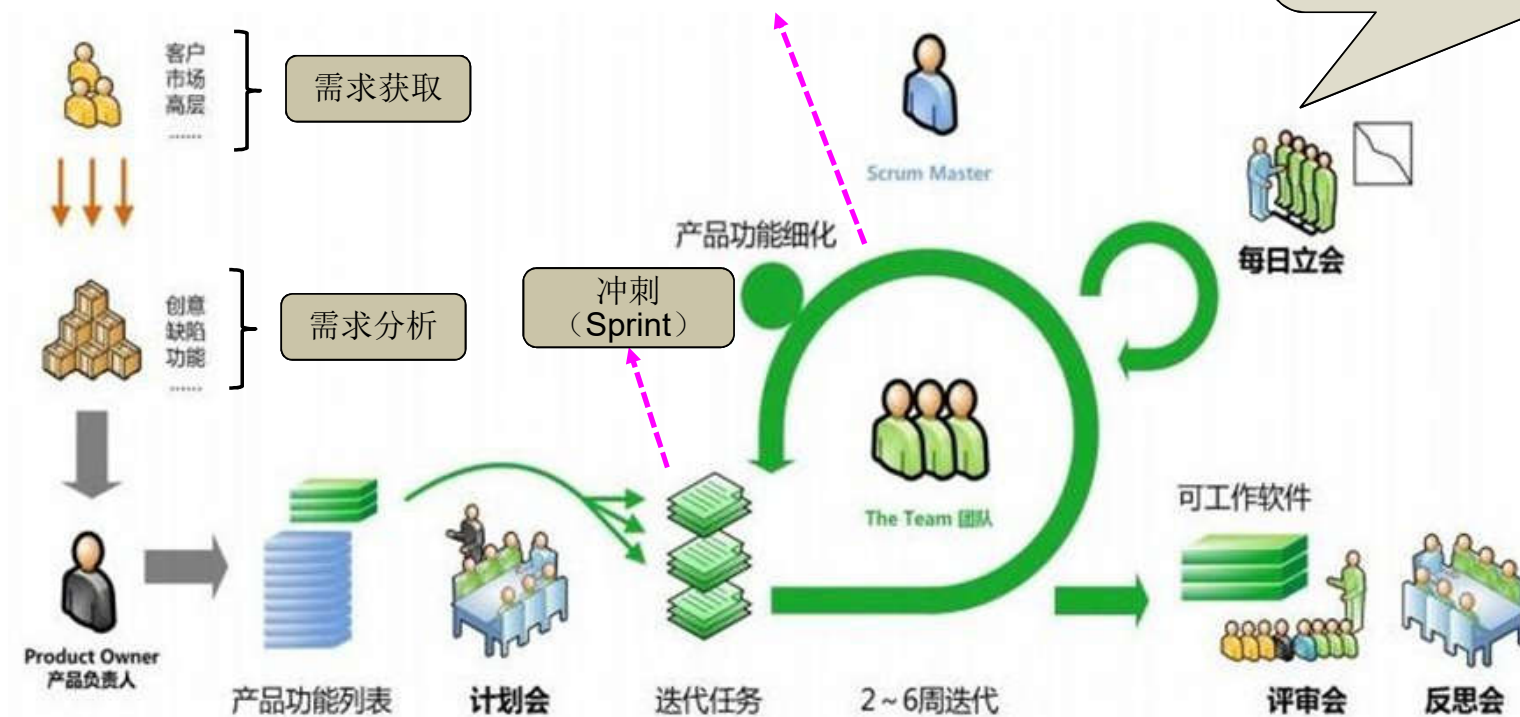 客户
市场
高层
......
需求获取
Scrum Master
产品功能细化
每日立会
创意
缺陷
功能
......
需求分析
冲刺
（Sprint）
The Team 团队
可工作软件
Product Owner
产品负责人
产品功能列表
计划会
迭代任务
2～6周迭代
评审会
反思会